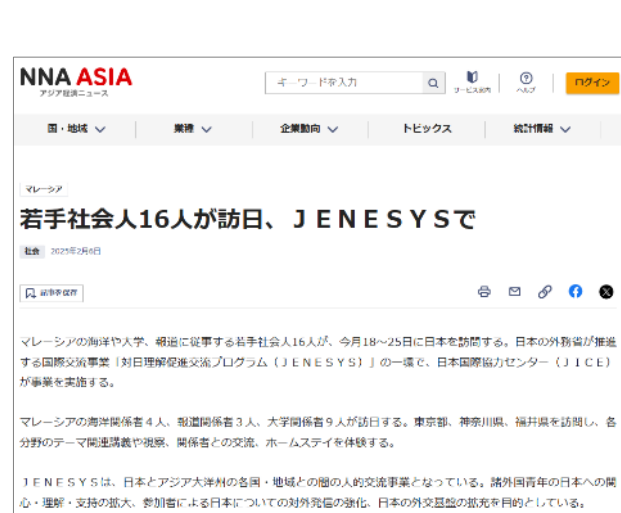 NNA ASIA
アジア経済ニュース
キーワードを入力
サービス案内
ヘルプ
ログイン
国・地域
業種
企業動向
トピックス
統計情報
マレーシア
若手社会人16人が訪日、ＪＥＮＥＳＹＳで
社会 2025年2月6日
記事を保存
マレーシアの海洋や大学、報道に従事する若手社会人16人が、今月18～25日に日本を訪問する。日本の外務省が推進
する国際交流事業「対日理解促進交流プログラム（ＪＥＮＥＳＹＳ）」の一環で、日本国際協力センター（ＪＩＣＥ）
が事業を実施する。
マレーシアの海洋関係者４人、報道関係者３人、大学関係者９人が訪日する。東京都、神奈川県、福井県を訪問し、各
分野のテーマ関連講義や視察、関係者との交流、ホームステイを体験する。
ＪＥＮＥＳＹＳは、日本とアジア大洋州の各国・地域との間の人的交流事業となっている。諸外国青年の日本への関
心・理解・支持の拡大、参加者による日本についての対外発信の強化、日本の外交基盤の拡充を目的としている。